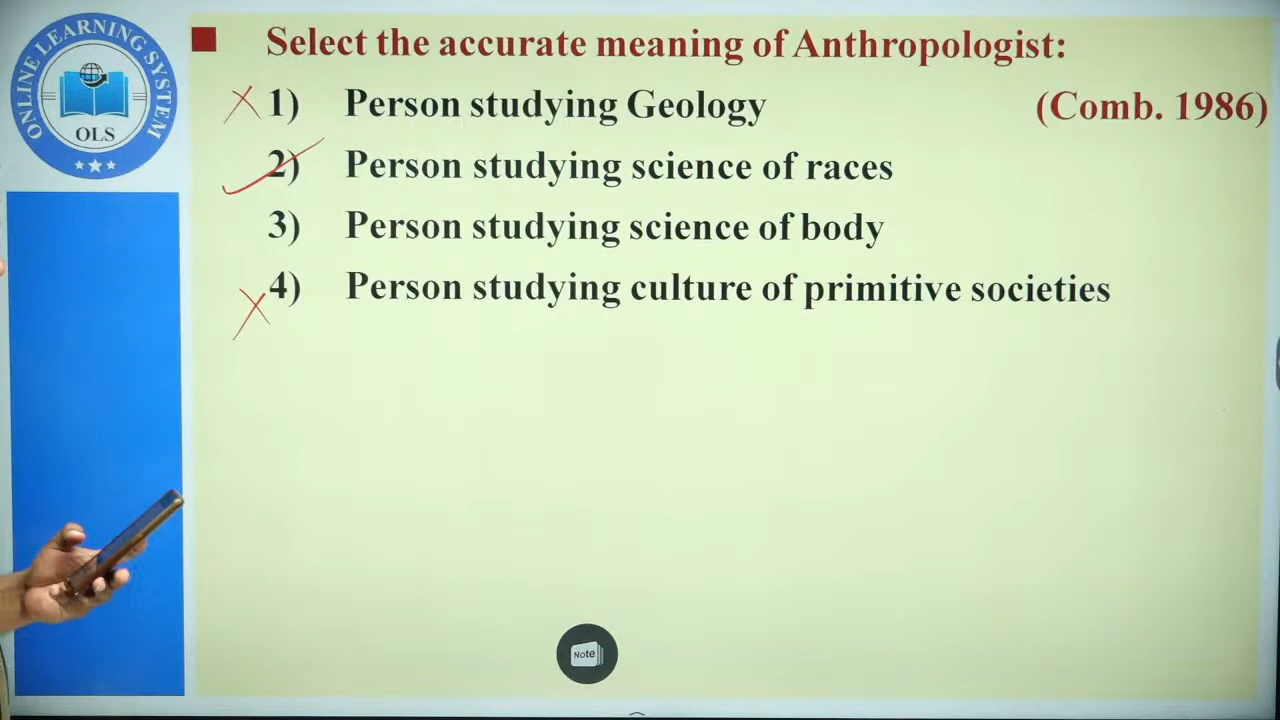 ONLINE LEARNING SYSTEM
OLS
Select the accurate meaning of Anthropologist:
1) Person studying Geology (Comb. 1986)
2) Person studying science of races
3) Person studying science of body
4) Person studying culture of primitive societies
Note